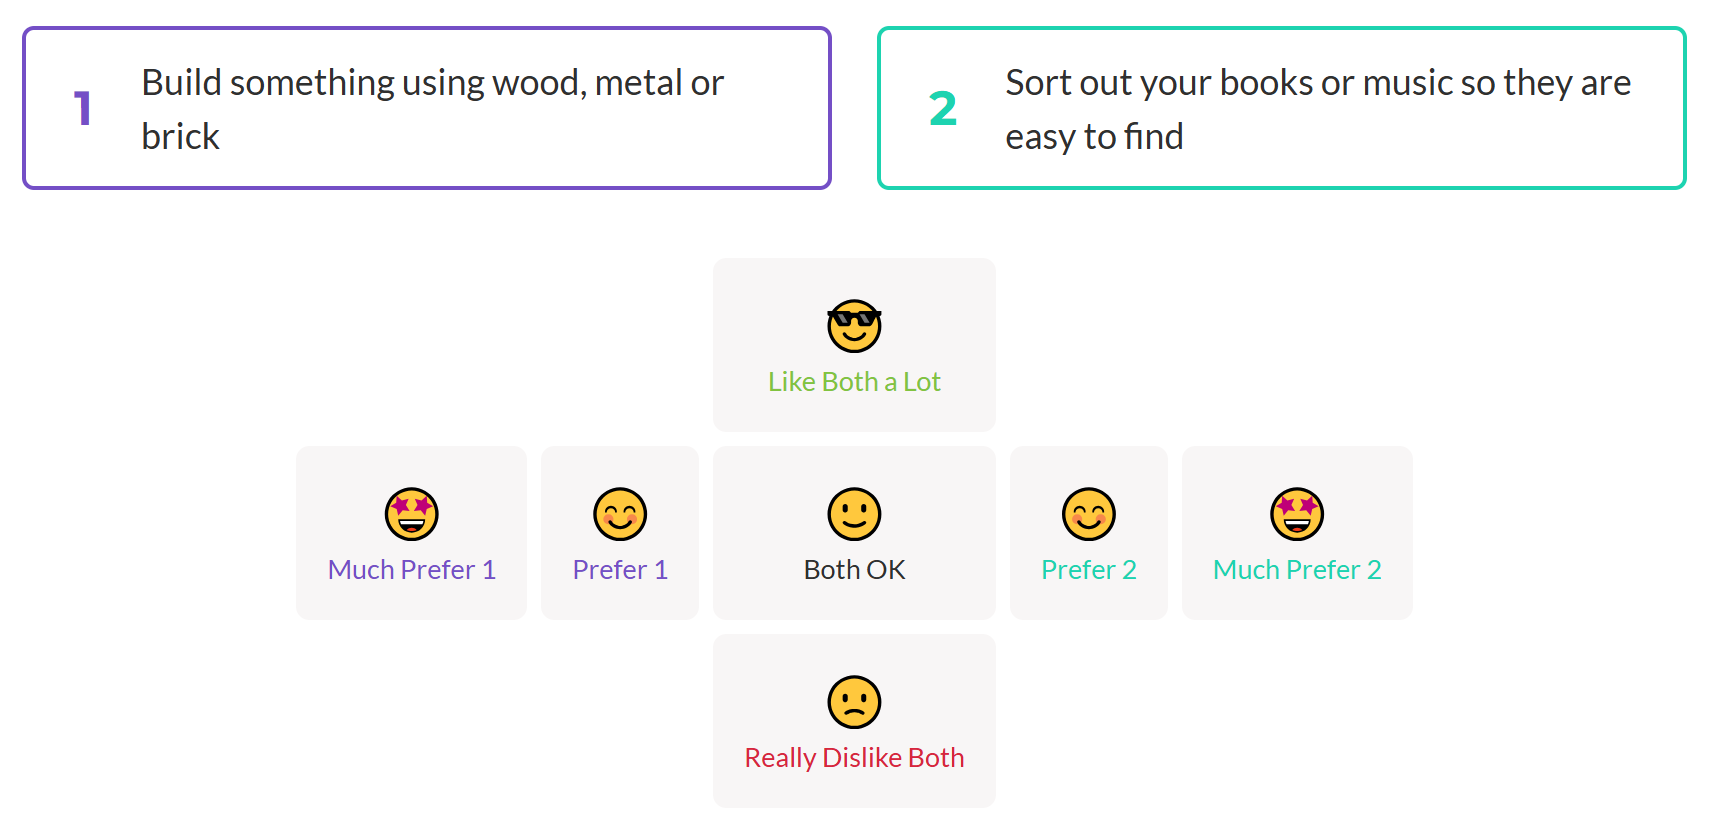 1
Build something using wood, metal or
brick
2
Sort out your books or music so they are
easy to find
Like Both a Lot
Much Prefer 1
Prefer 1
Both OK
Prefer 2
Much Prefer 2
Really Dislike Both